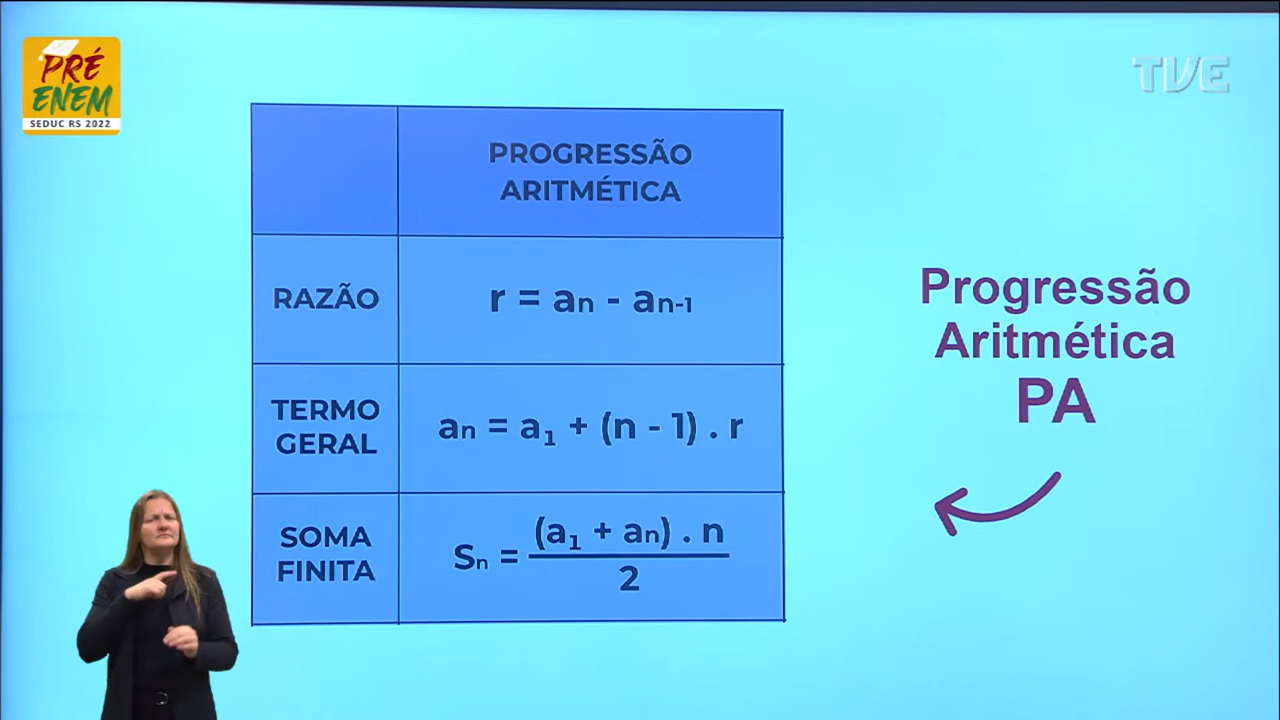 PRÉ
ENEM
SEDUC RS 2022
TVE
PROGRESSÃO
ARITMÉTICA
RAZÃO
r = an - an-1
TERMO
GERAL
an = a1 + (n - 1) . r
SOMA
FINITA
Sn = (a1 + an) . n
2
Progressão
Aritmética
PA